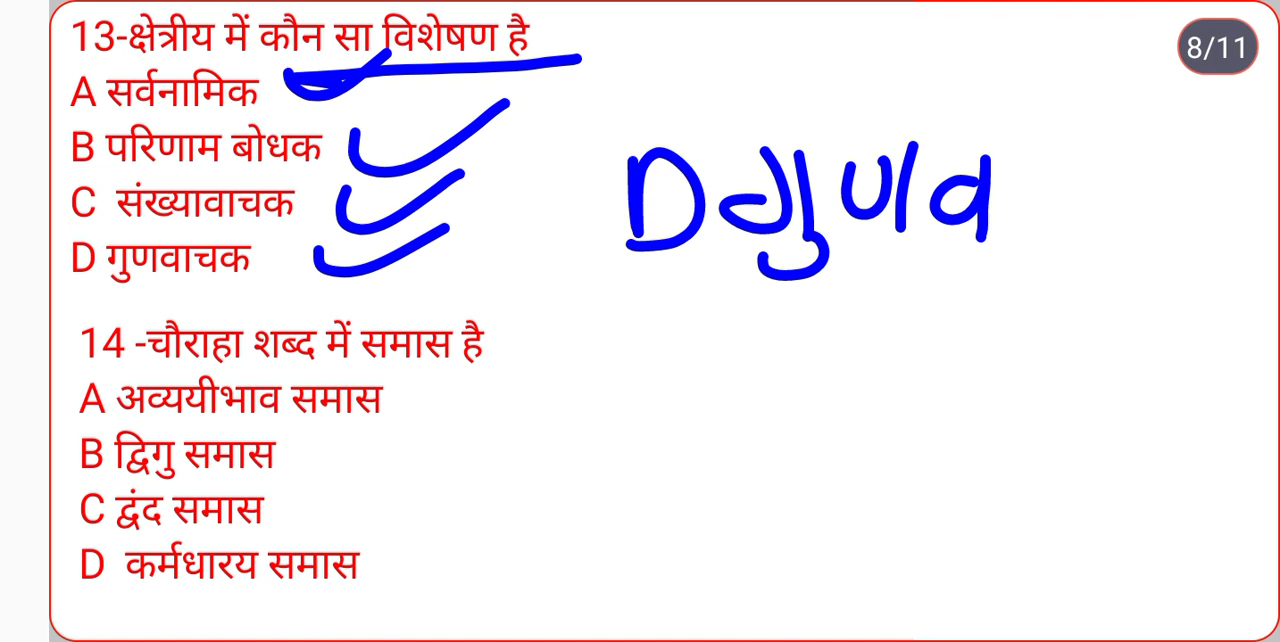 13-क्षेत्रीय में कौन सा विशेषण है
8/11
A सर्वनामिक
B परिणाम बोधक
C संख्यावाचक
D गुणवाचक
D गुणव
14 -चौराहा शब्द में समास है
A अव्ययीभाव समास
B द्विगु समास
C द्वंद समास
D कर्मधारय समास